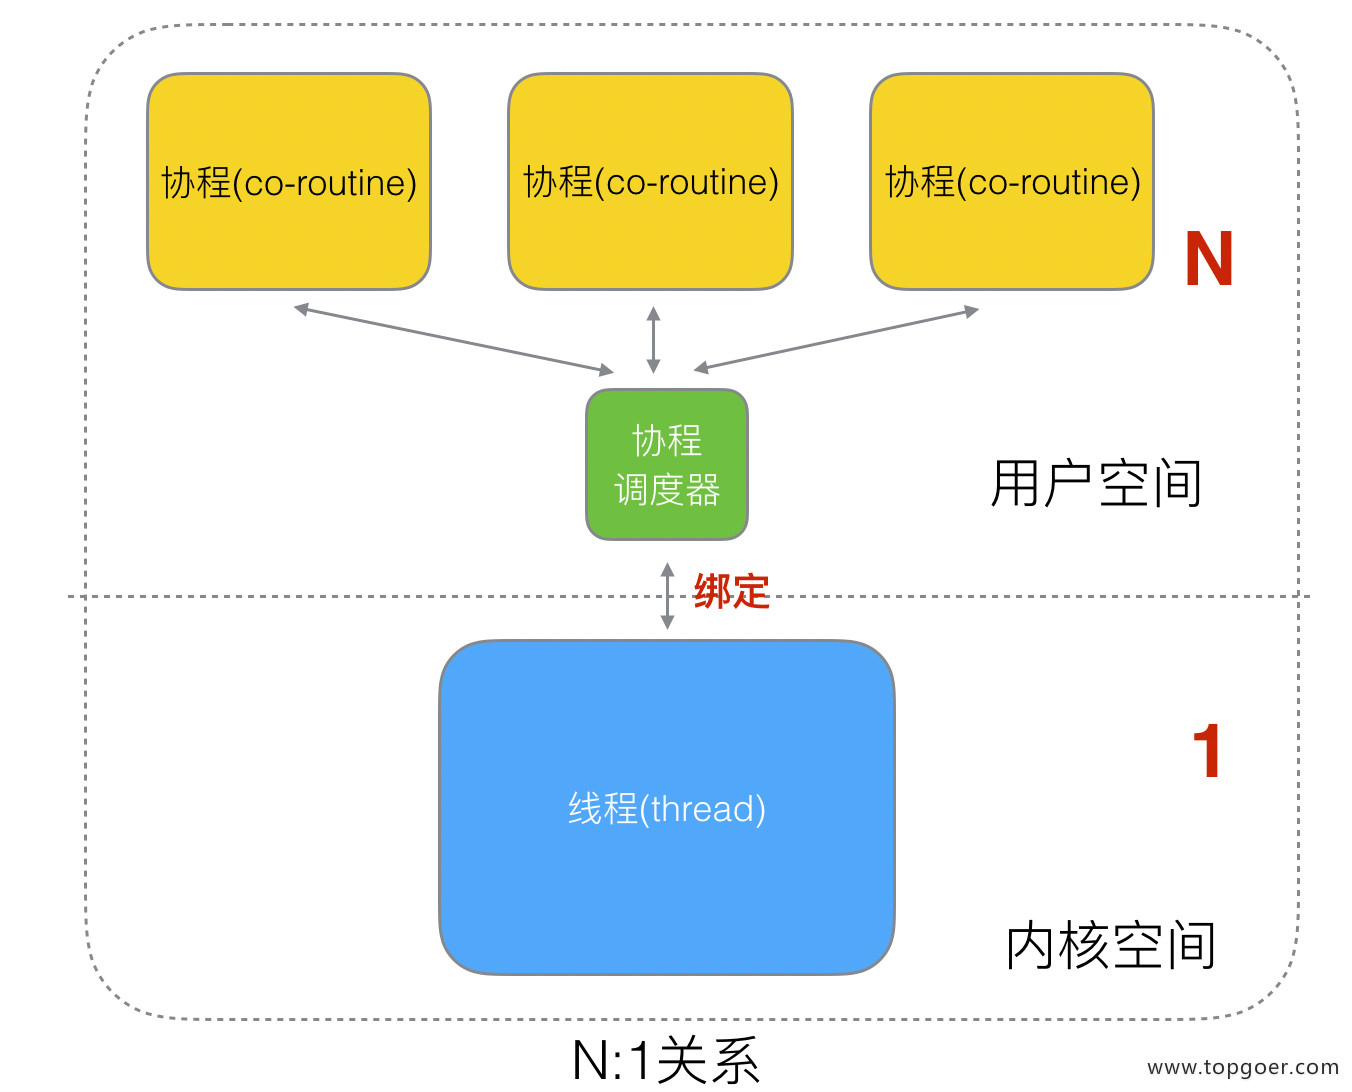 协程(co-routine)
协程(co-routine)
协程(co-routine)
N
协程
调度器
用户空间
绑定
线程(thread)
1
内核空间
N:1关系
www.topgoer.com